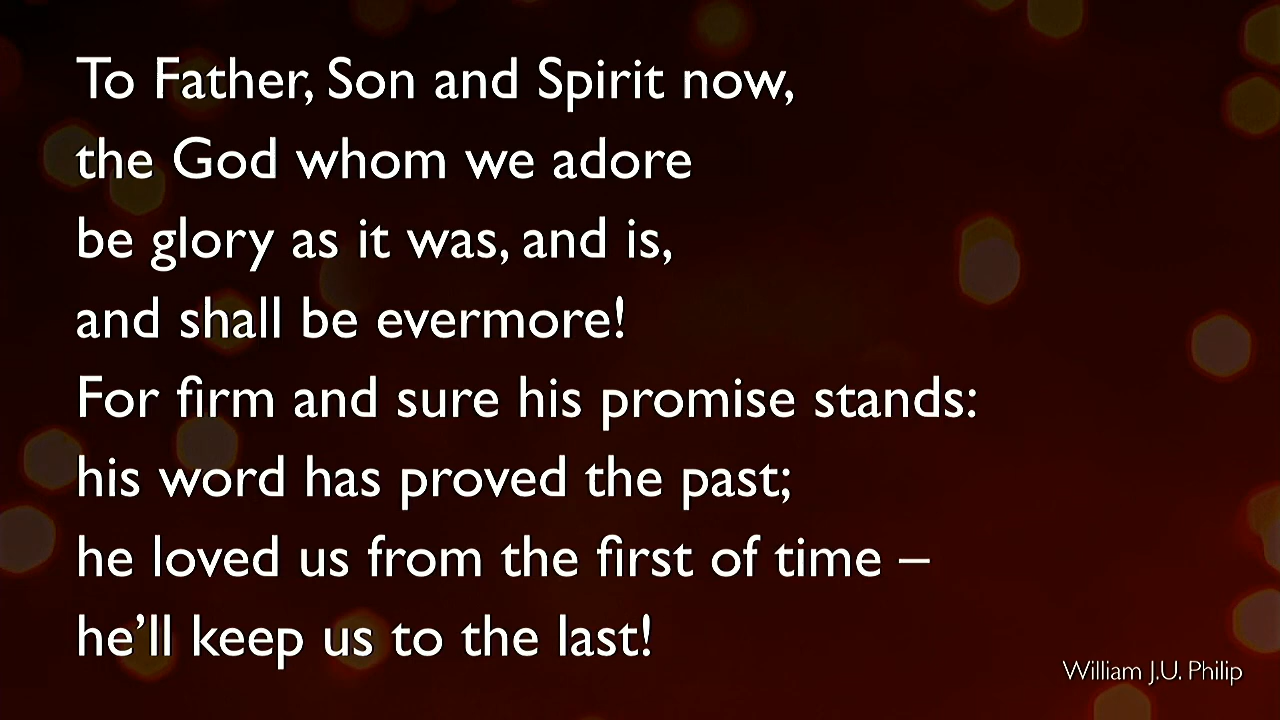 To Father, Son and Spirit now,
the God whom we adore
be glory as it was, and is,
and shall be evermore!
For firm and sure his promise stands:
his word has proved the past;
he loved us from the first of time –
he’ll keep us to the last!
William J.U. Philip